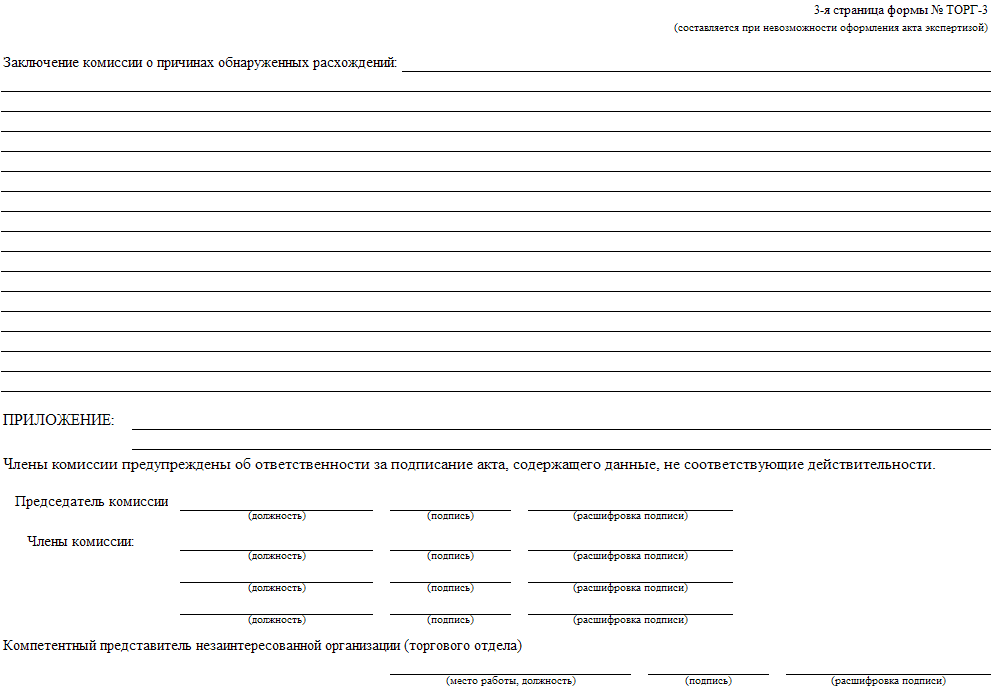 3-я страница формы № ТОРГ-3
(составляется при невозможности оформления акта экспертизой)
Заключение комиссии о причинах обнаруженных расхождений:
ПРИЛОЖЕНИЕ:
Члены комиссии предупреждены об ответственности за подписание акта, содержащего данные, не соответствующие действительности.
Председатель комиссии
(должность) (подпись) (расшифровка подписи)
Члены комиссии:
(должность) (подпись) (расшифровка подписи)
(должность) (подпись) (расшифровка подписи)
(должность) (подпись) (расшифровка подписи)
Компетентный представитель незаинтересованной организации (торгового отдела)
(место работы, должность) (подпись) (расшифровка подписи)